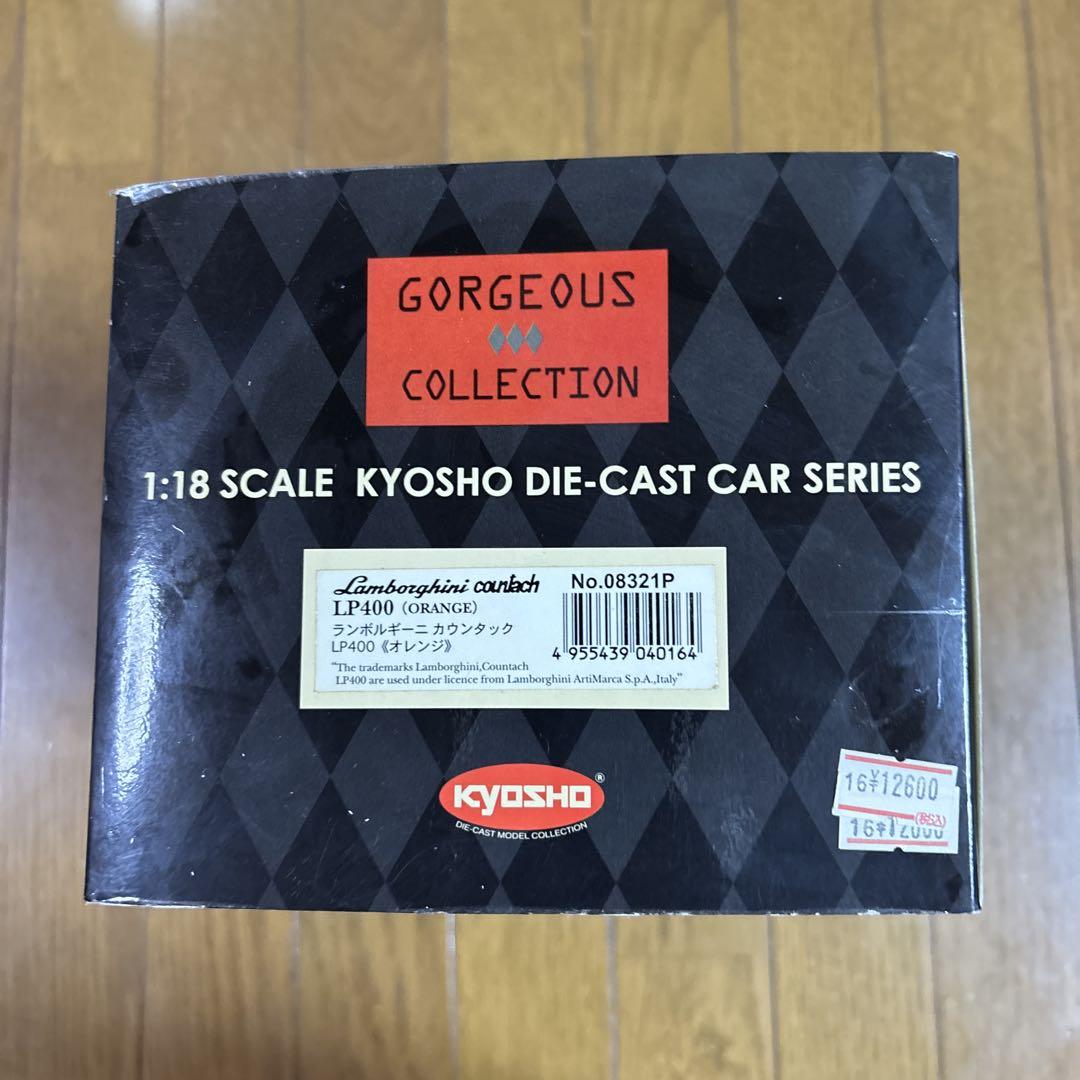 GORGEOUS
COLLECTION
1:18 SCALE KYOSHO DIE-CAST CAR SERIES
Lamborghini countach No.08321P
LP400 (ORANGE)
ランボルギーニ カウンタック
LP400《オレンジ》
4 955439 040164
"The trademarks Lamborghini,Countach
LP400 are used under licence from Lamborghini ArtiMarca S.p.A.,Italy"
KYOSHO ®
DIE-CAST MODEL COLLECTION
16¥12600
16¥12000